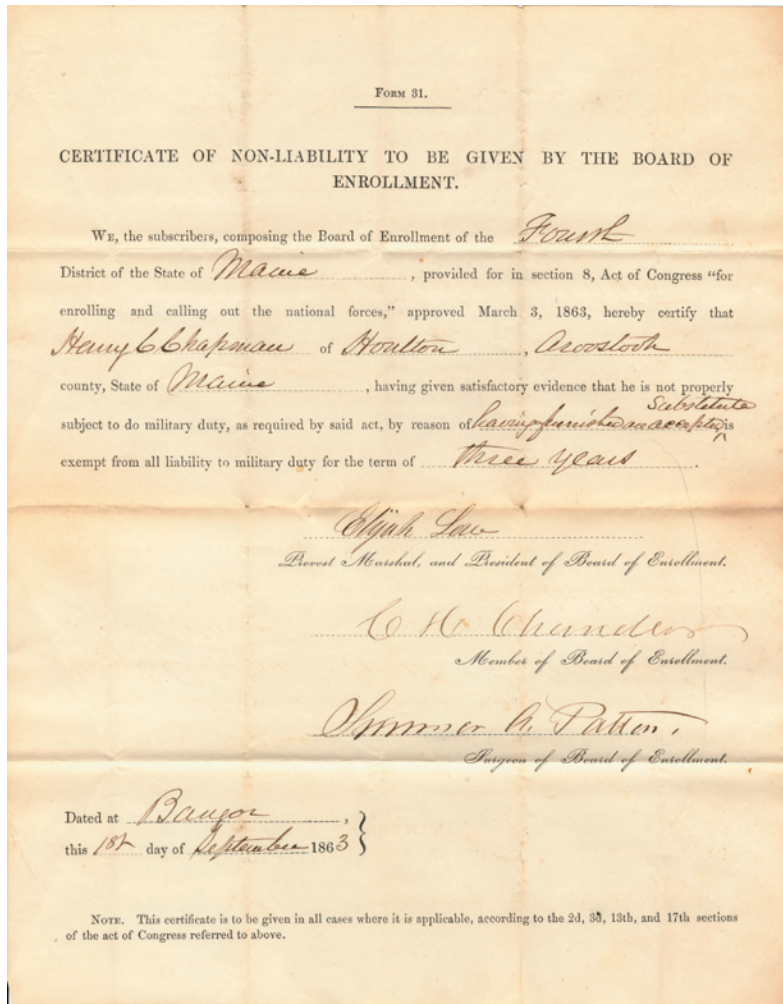 FORM 31.
CERTIFICATE OF NON-LIABILITY TO BE GIVEN BY THE BOARD OF
ENROLLMENT.
WE, the subscribers, composing the Board of Enrollment of the Fourth
District of the State of Maine, provided for in section 8, Act of Congress "for
enrolling and calling out the national forces," approved March 3, 1863, hereby certify that
Henry C Chapman of Houlton, Aroostook
county, State of Maine, having given satisfactory evidence that he is not properly
substitute
subject to do military duty, as required by said act, by reason of having furnished an accepted ^ is
exempt from all liability to military duty for the term of three years.
Elijah Low
Provost Marshal, and President of Board of Enrollment.
C H Chandler
Member of Board of Enrollment.
Sumner A. Patten.
Surgeon of Board of Enrollment.
Dated at Bangor,
this 1st day of September 1863
NOTE. This certificate is to be given in all cases where it is applicable, according to the 2d, 3d, 13th, and 17th sections
of the act of Congress referred to above.